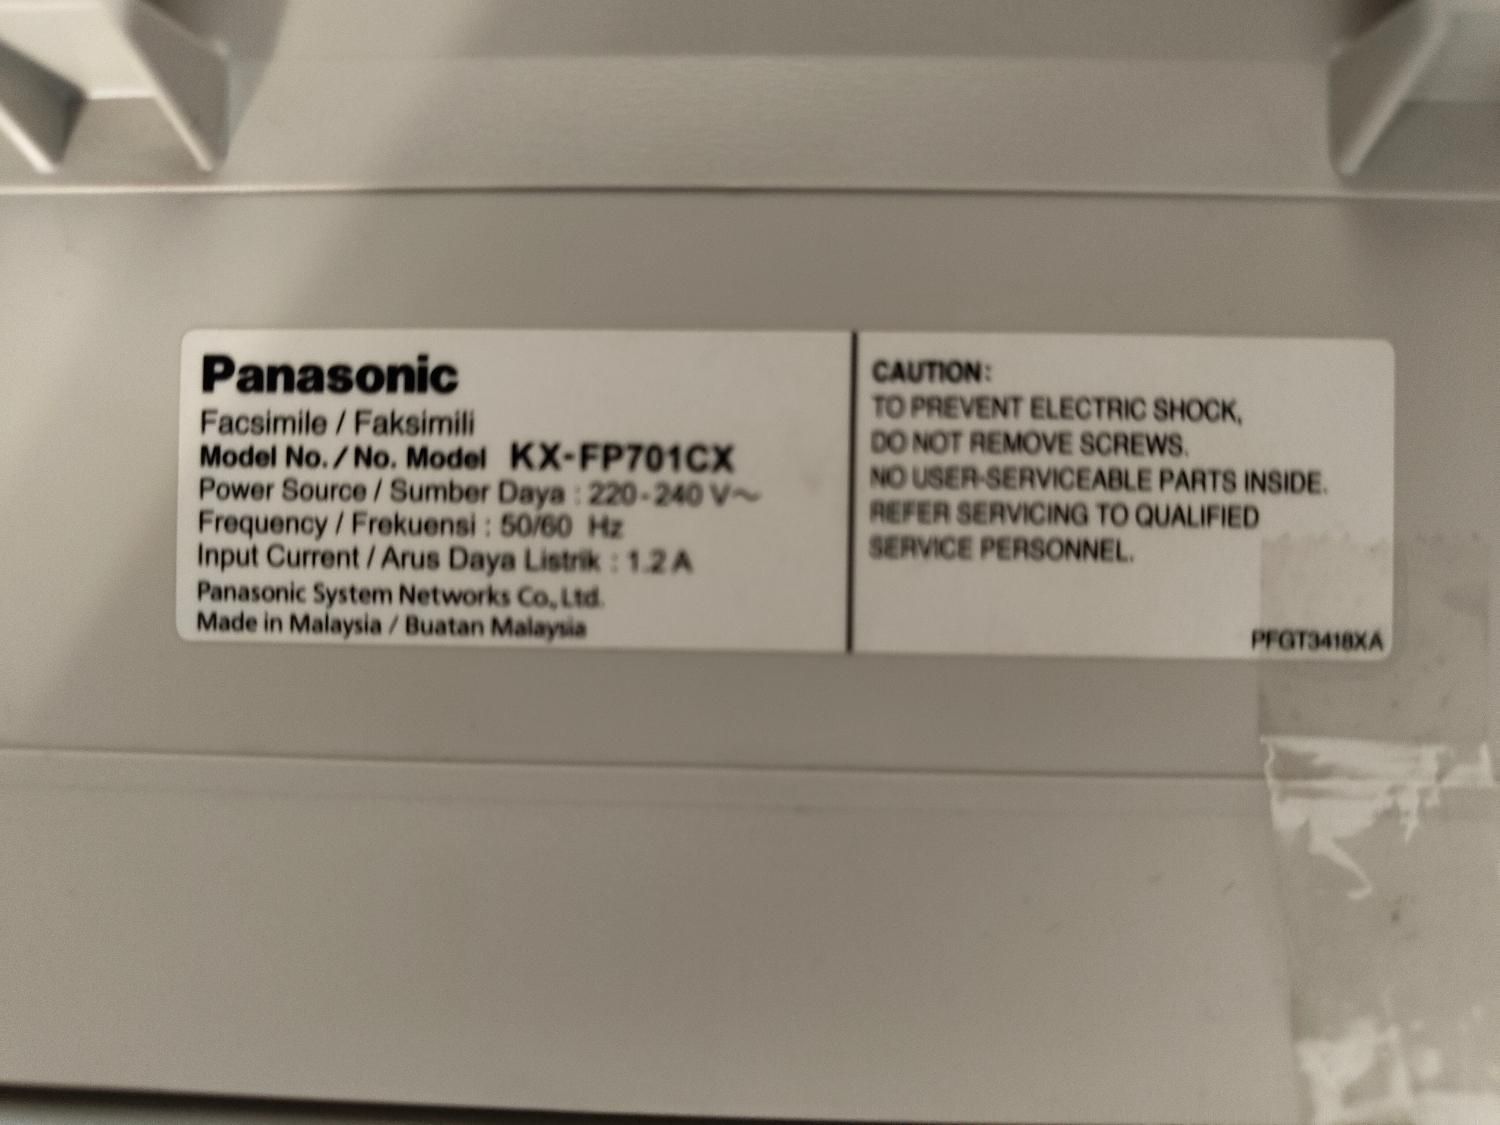 Panasonic
Facsimile / Faksimili
Model No. / No. Model KX-FP701CX
Power Source / Sumber Daya : 220-240 V～
Frequency / Frekuensi : 50/60 Hz
Input Current / Arus Daya Listrik : 1.2 A
Panasonic System Networks Co., Ltd.
Made in Malaysia / Buatan Malaysia
CAUTION:
TO PREVENT ELECTRIC SHOCK,
DO NOT REMOVE SCREWS.
NO USER-SERVICEABLE PARTS INSIDE.
REFER SERVICING TO QUALIFIED
SERVICE PERSONNEL.
PFGT3418XA